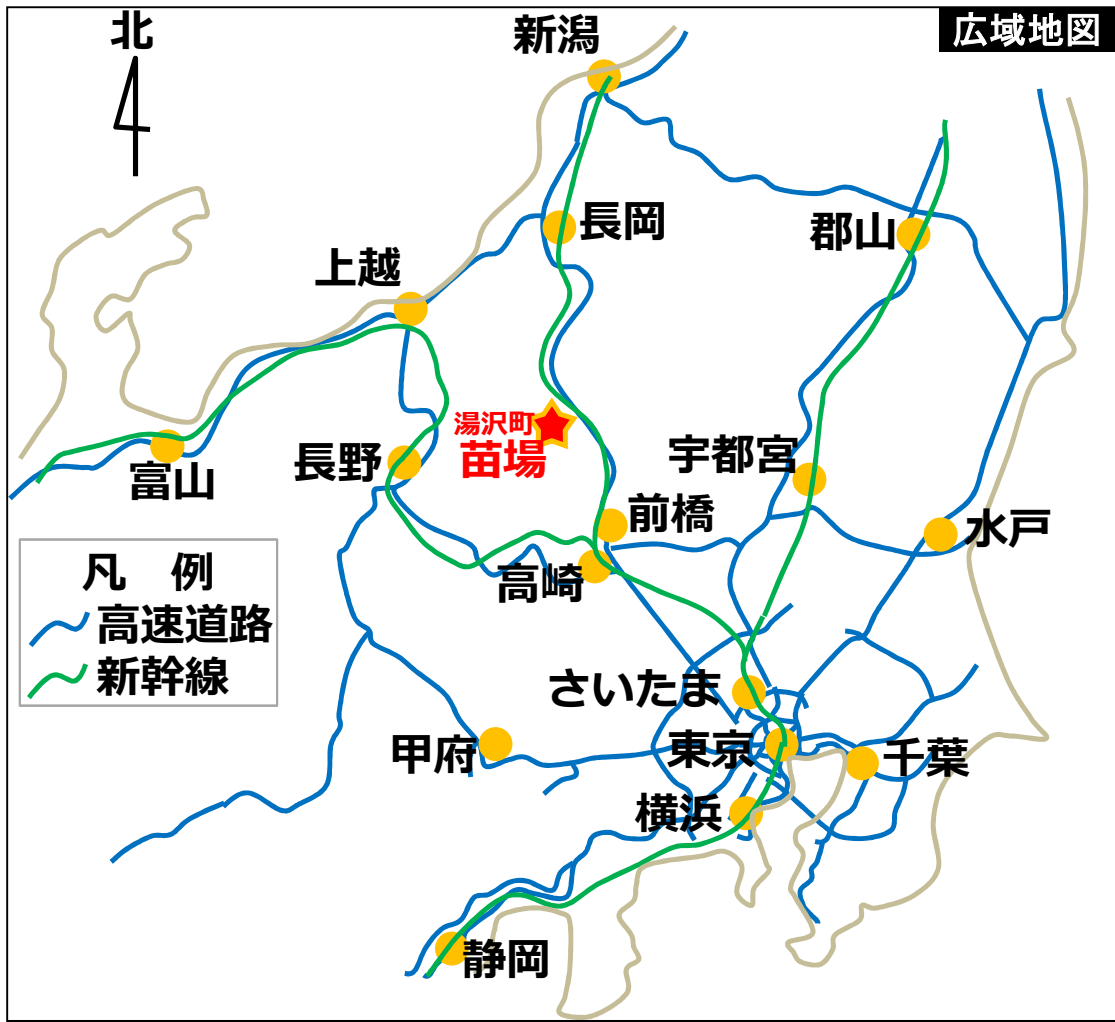 広域地図
北
新潟
長岡
郡山
上越
湯沢町
苗場
宇都宮
長野
富山
前橋
水戸
高崎
凡　例
高速道路
新幹線
さいたま
東京
甲府
千葉
横浜
静岡